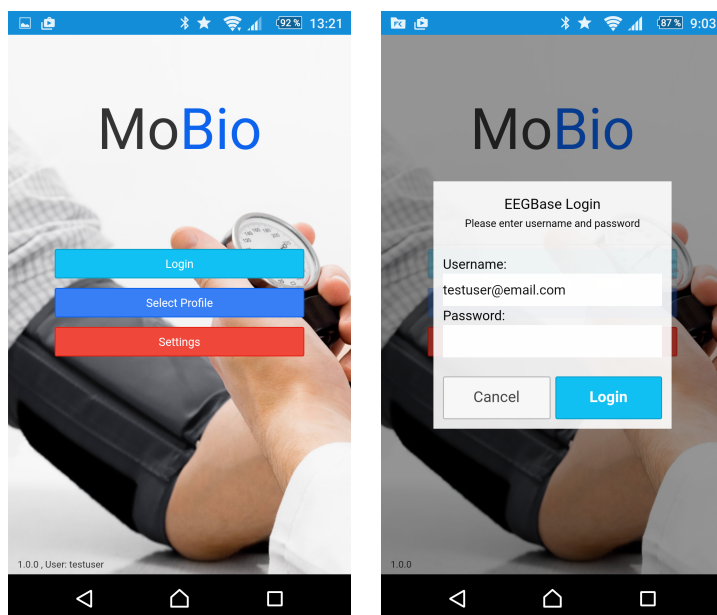 92 % 13:21
MoBio
Login
Select Profile
Settings
1.0.0 , User: testuser
87 % 9:03
MoBio
EEGBase Login
Please enter username and password
Username:
testuser@email.com
Password:
Cancel
Login
1.0.0